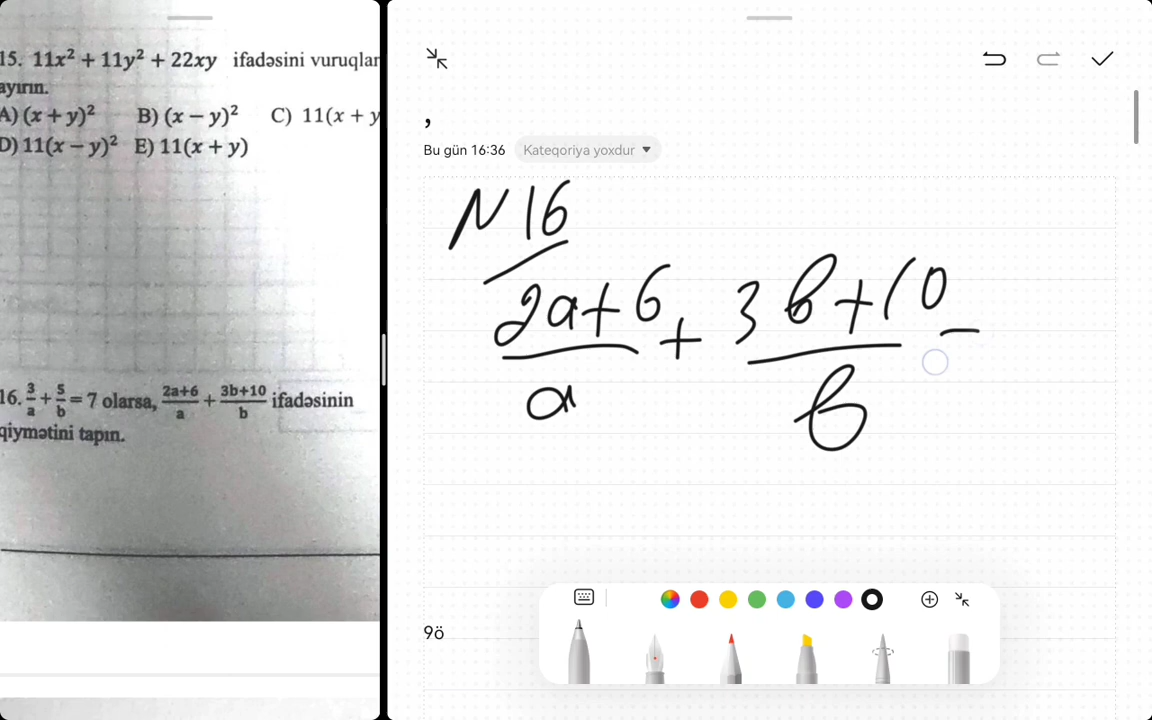 15. 11x² + 11y² + 22xy ifadəsini vuruqlar
ayırın.
A) (x + y)² B) (x − y)² C) 11(x + y
D) 11(x − y)² E) 11(x + y)
16. 3/a + 5/b = 7 olarsa, 2a+6/a + 3b+10/b ifadəsinin
qiymətini tapın.
,
Bu gün 16:36 Kateqoriya yoxdur
N16
2a+6/a + 3b+10/b −
9ö